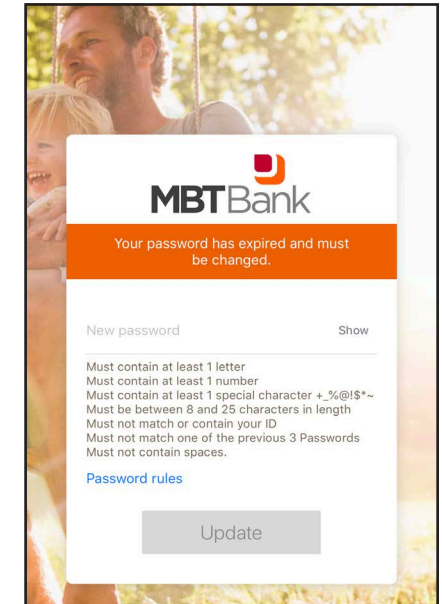 MBTBank
Your password has expired and must
be changed.
New password
Show
Must contain at least 1 letter
Must contain at least 1 number
Must contain at least 1 special character +_%@!$*~
Must be between 8 and 25 characters in length
Must not match or contain your ID
Must not match one of the previous 3 Passwords
Must not contain spaces.
Password rules
Update